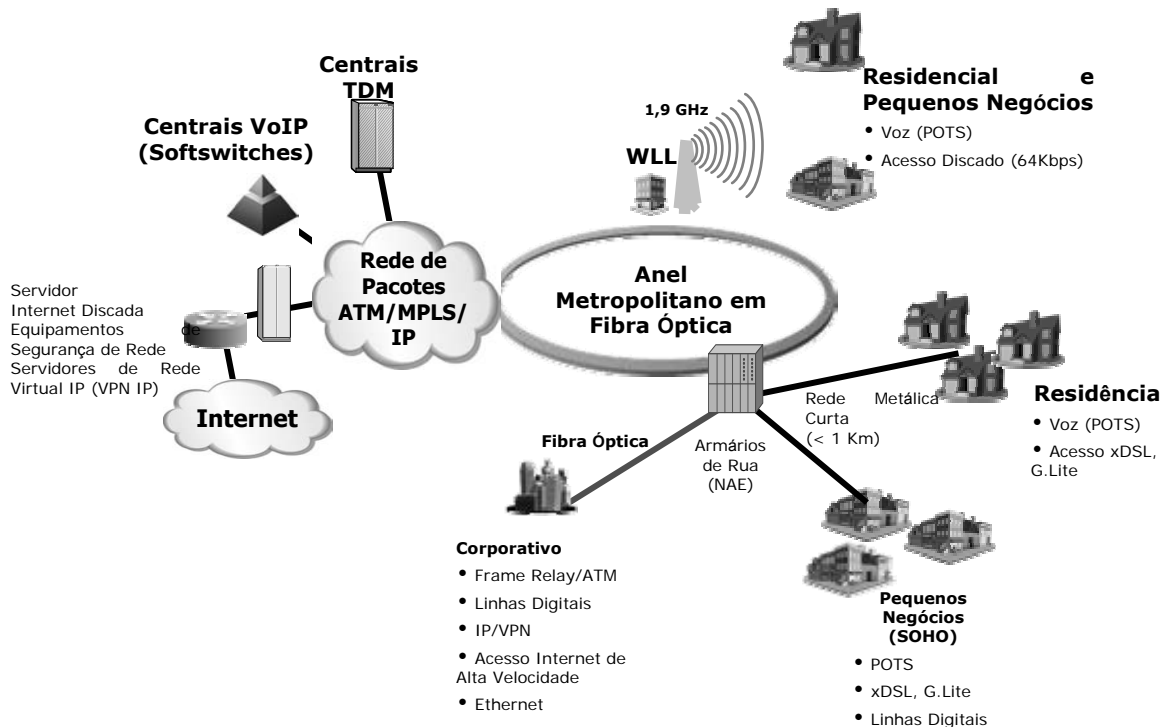 Centrais
TDM
Centrais VoIP
(Softswitches)
Rede de
Pacotes
ATM/MPLS/
IP
Servidor
Internet Discada
Equipamentos de
Segurança de Rede
Servidores de Rede
Virtual IP (VPN IP)
Internet
1,9 GHz
WLL
Residencial e
Pequenos Negócios
• Voz (POTS)
• Acesso Discado (64Kbps)
Anel
Metropolitano em
Fibra Óptica
Rede Metálica
Curta
(< 1 Km)
Residência
• Voz (POTS)
• Acesso xDSL,
G.Lite
Fibra Óptica
Armários
de Rua
(NAE)
Corporativo
• Frame Relay/ATM
• Linhas Digitais
• IP/VPN
• Acesso Internet de
Alta Velocidade
• Ethernet
Pequenos
Negócios
(SOHO)
• POTS
• xDSL, G.Lite
• Linhas Digitais